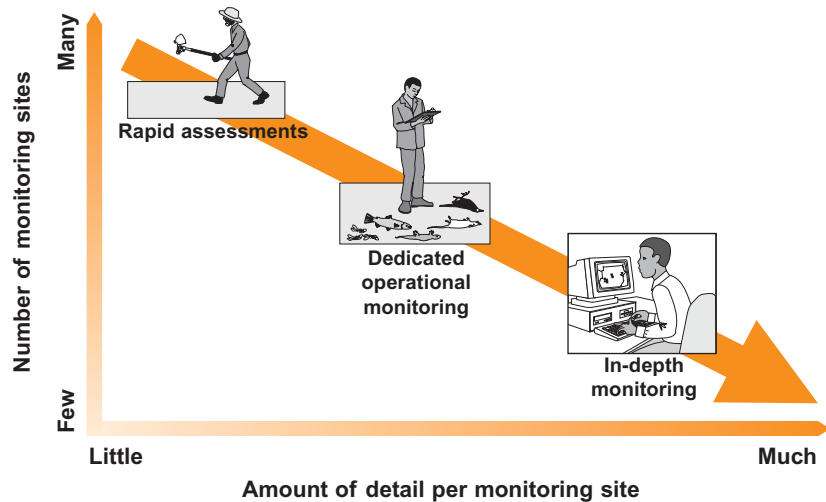 Number of monitoring sites
Many
Few
Rapid assessments
Dedicated
operational
monitoring
In-depth
monitoring
Little
Much
Amount of detail per monitoring site